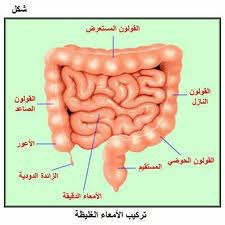 شكل
القولون المستعرض
القولون
النازل
القولون
الصاعد
الأعور
القولون الحوضي
الزائدة الدودية
المستقيم
الأمعاء الدقيقة
تركيب الأمعاء الغليظة